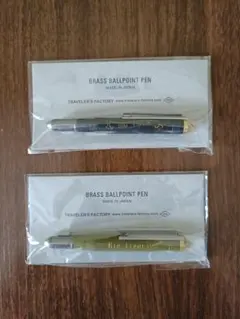 BRASS BALLPOINT PEN
MADE IN JAPAN
TRAVELER'S FACTORY
BRASS BALLPOINT PEN
MADE IN JAPAN
TRAVELER'S FACTORY